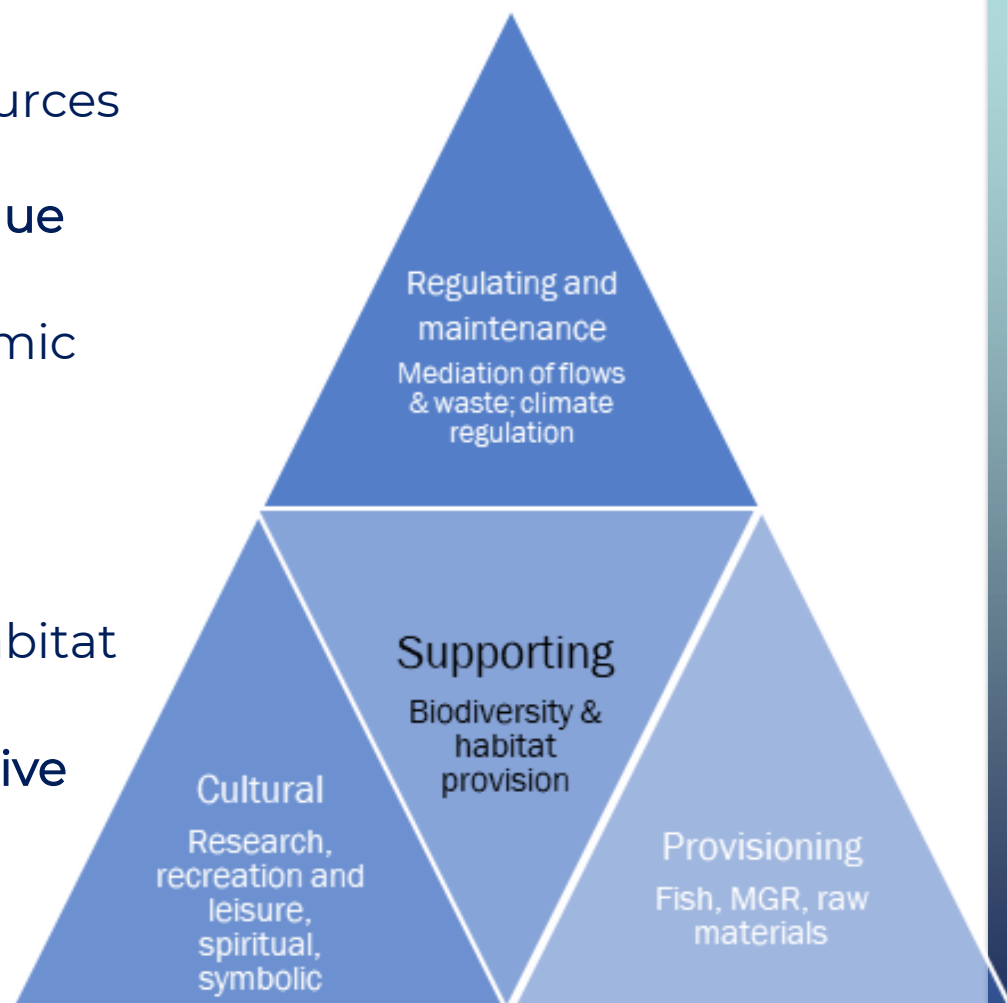 urces
ue
mic
abitat
ive
Regulating and
maintenance
Mediation of flows
& waste; climate
regulation
Supporting
Biodiversity &
habitat
provision
Cultural
Research,
recreation and
leisure,
spiritual,
symbolic
Provisioning
Fish, MGR, raw
materials